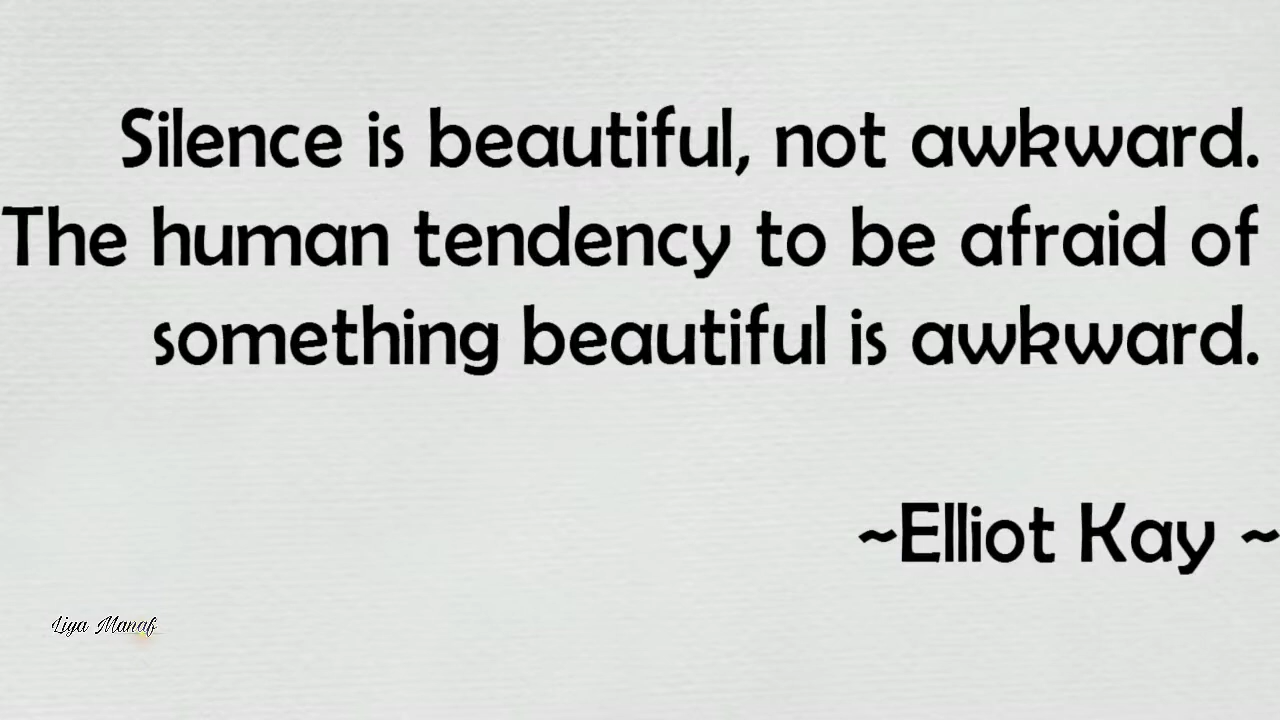 Silence is beautiful, not awkward.
The human tendency to be afraid of
something beautiful is awkward.
~Elliot Kay ~
Liya Manaf